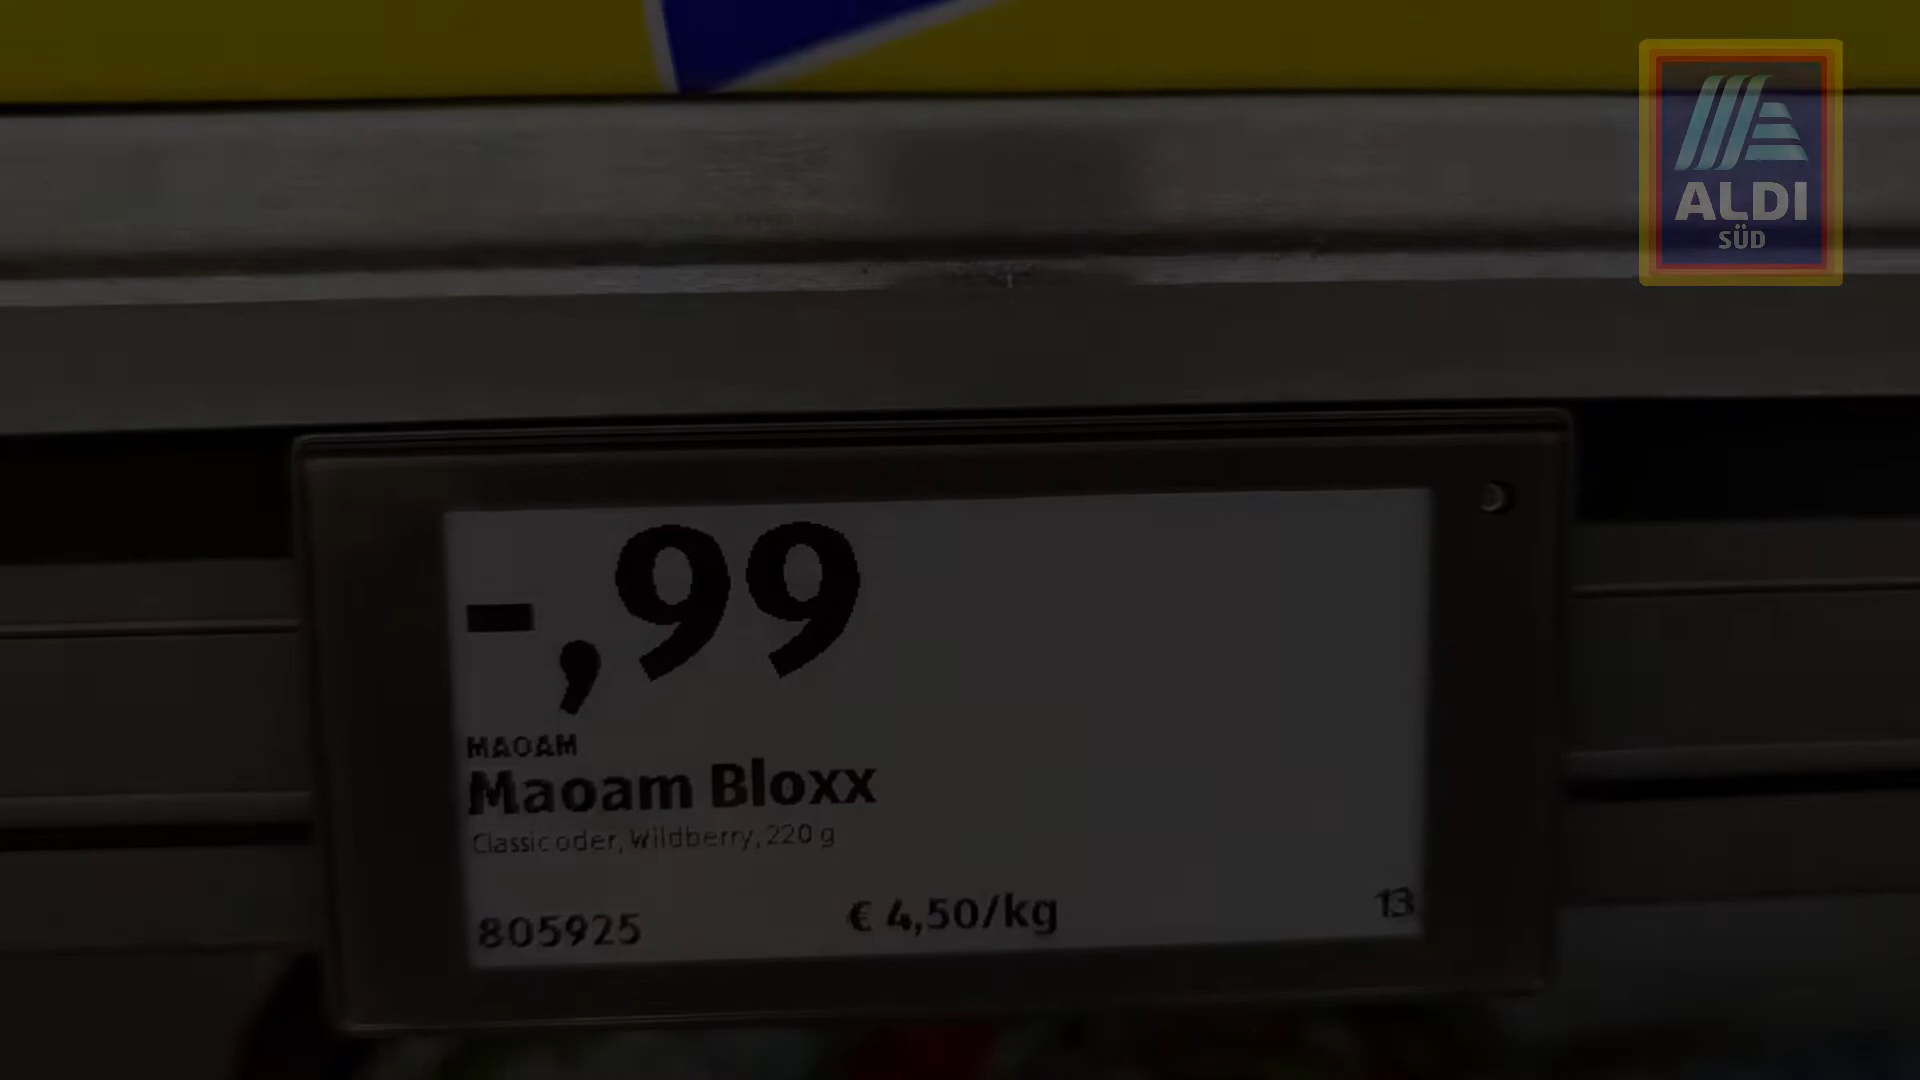 ALDI
SÜD
-,99
MAOAM
Maoam Bloxx
Classic oder, Wildberry, 220 g
805925 € 4,50/kg 13